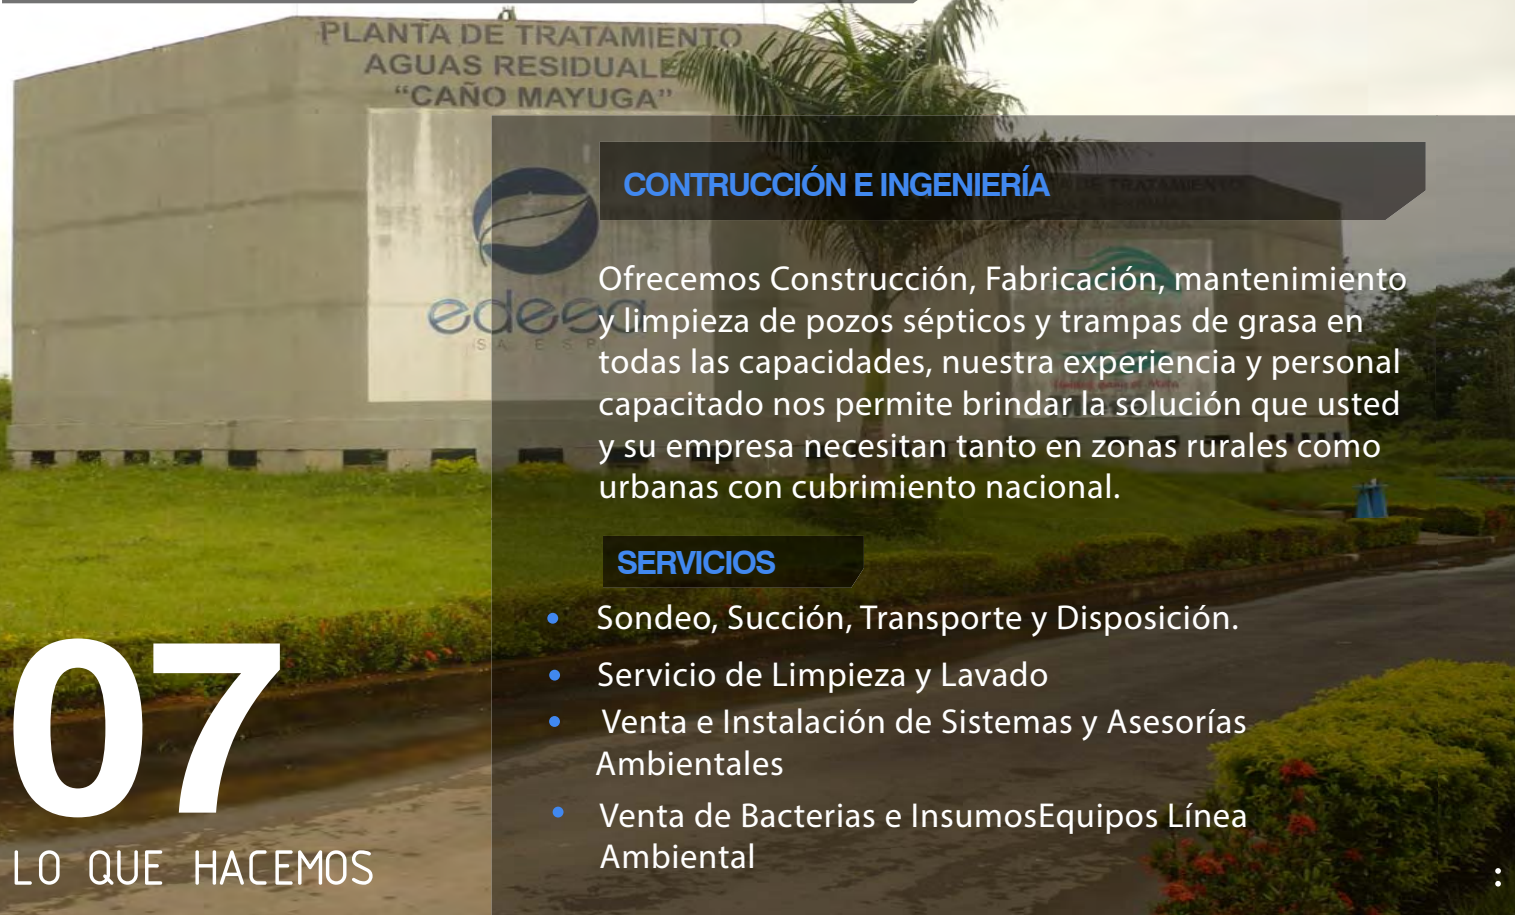 PLANTA DE TRATAMIENTO
AGUAS RESIDUALE
“CAÑO MAYUGA”
edesa
S.A. E.S.P
CONTRUCCIÓN E INGENIERÍA
Ofrecemos Construcción, Fabricación, mantenimiento
y limpieza de pozos sépticos y trampas de grasa en
todas las capacidades, nuestra experiencia y personal
capacitado nos permite brindar la solución que usted
y su empresa necesitan tanto en zonas rurales como
urbanas con cubrimiento nacional.
SERVICIOS
• Sondeo, Succión, Transporte y Disposición.
• Servicio de Limpieza y Lavado
• Venta e Instalación de Sistemas y Asesorías
Ambientales
• Venta de Bacterias e InsumosEquipos Línea
Ambiental
07
LO QUE HACEMOS
: